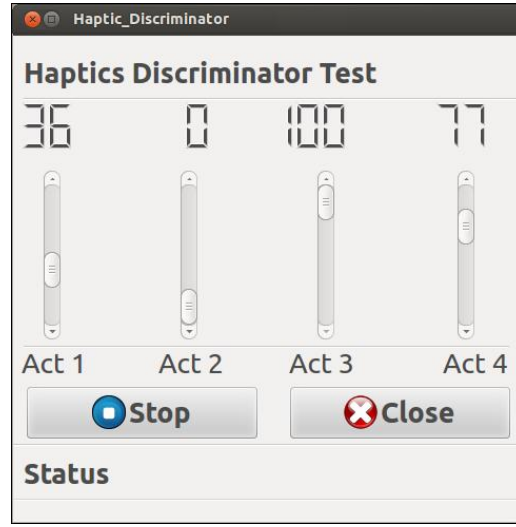 Haptic_Discriminator
Haptics Discriminator Test
36 0 100 77
Act 1 Act 2 Act 3 Act 4
Stop Close
Status